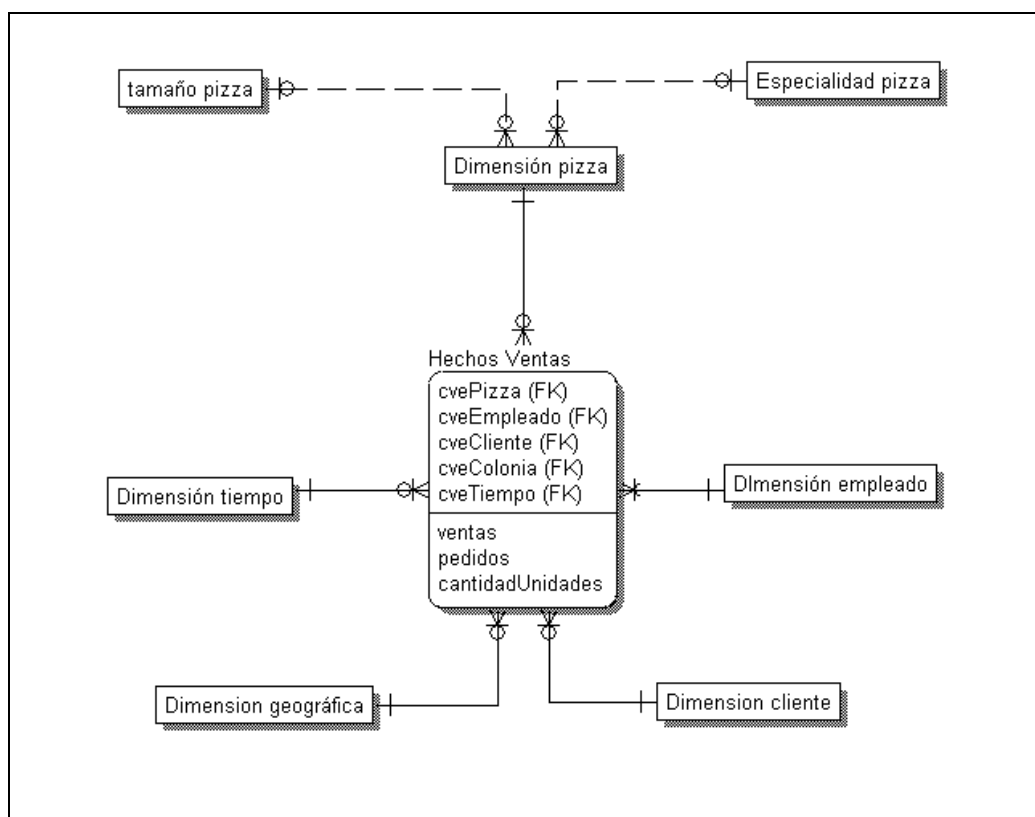 tamaño pizza
Especialidad pizza
Dimensión pizza
Hechos Ventas
cvePizza (FK)
cveEmpleado (FK)
cveCliente (FK)
cveColonia (FK)
cveTiempo (FK)
ventas
pedidos
cantidadUnidades
Dimensión tiempo
DImensión empleado
Dimension geográfica
Dimension cliente